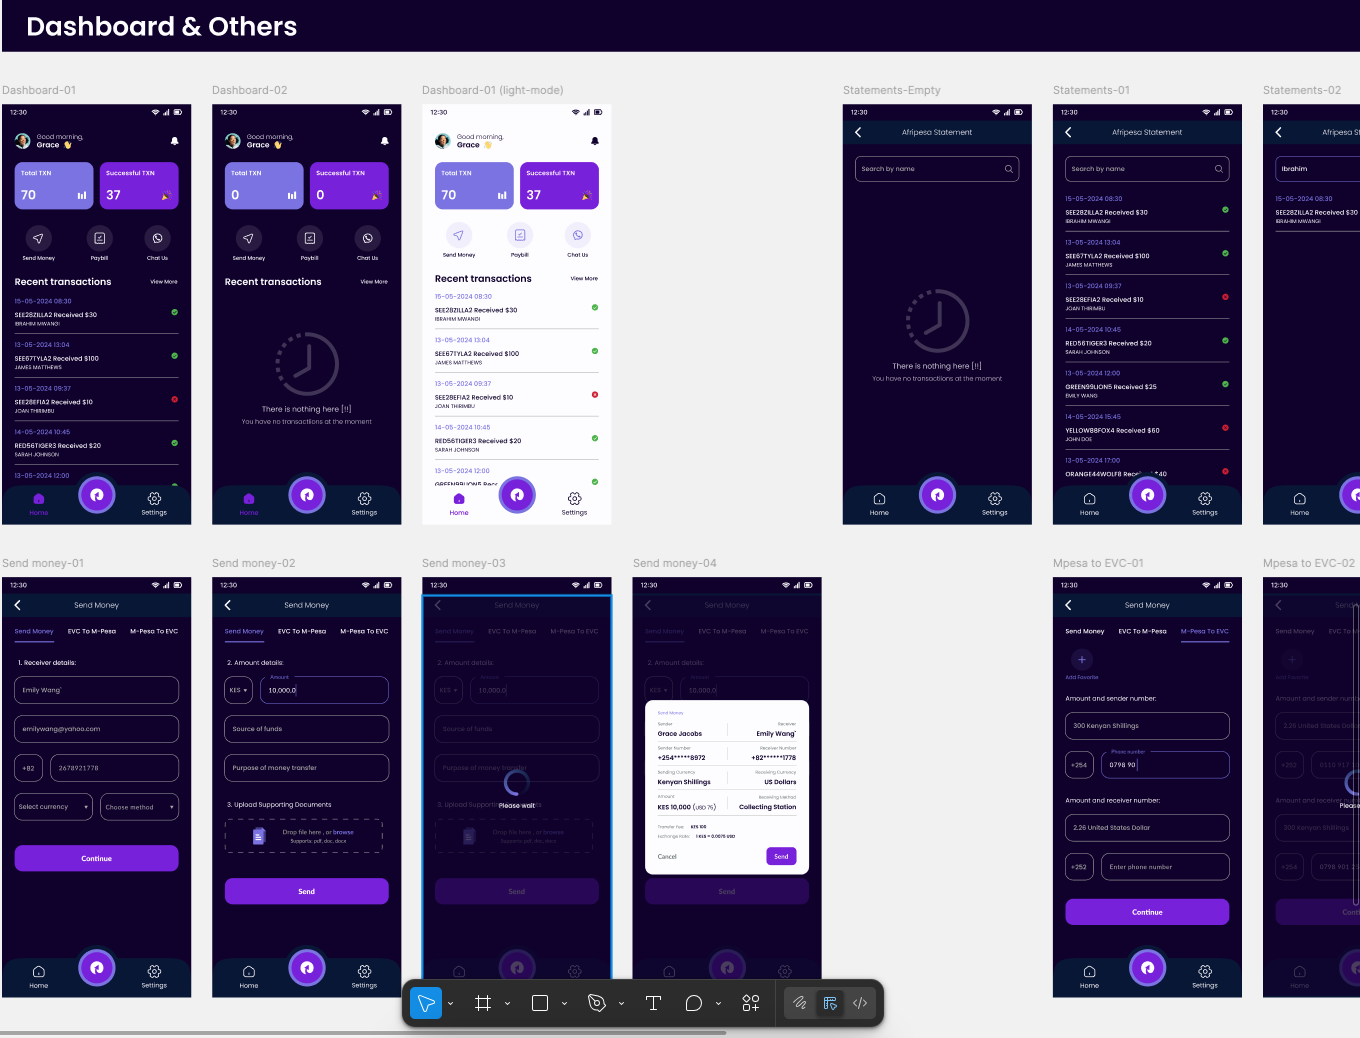 Dashboard & Others
Dashboard-01
12:30
Good morning,
Grace 👋
Total TXN
70
Successful TXN
37
Send Money
Paybill
Chat Us
Recent transactions
View More
15-05-2024 08:30
SEE28ZILLA2 Received $30
IBRAHIM MWANGI
13-05-2024 13:04
SEE67TYLA2 Received $100
JAMES MATTHEWS
13-05-2024 09:37
SEE28EFIA2 Received $10
JOAN THIRIMBU
14-05-2024 10:45
RED56TIGER3 Received $20
SARAH JOHNSON
13-05-2024 12:00
Home
Settings
Dashboard-02
12:30
Good morning,
Grace 👋
Total TXN
0
Successful TXN
0
Send Money
Paybill
Chat Us
Recent transactions
View More
There is nothing here [!!]
You have no transactions at the moment
Home
Settings
Dashboard-01 (light-mode)
12:30
Good morning,
Grace 👋
Total TXN
70
Successful TXN
37
Send Money
Paybill
Chat Us
Recent transactions
View More
15-05-2024 08:30
SEE28ZILLA2 Received $30
IBRAHIM MWANGI
13-05-2024 13:04
SEE67TYLA2 Received $100
JAMES MATTHEWS
13-05-2024 09:37
SEE28EFIA2 Received $10
JOAN THIRIMBU
14-05-2024 10:45
RED56TIGER3 Received $20
SARAH JOHNSON
13-05-2024 12:00
Home
Settings
Statements-Empty
12:30
Afripesa Statement
Search by name
There is nothing here [!!]
You have no transactions at the moment
Home
Settings
Statements-01
12:30
Afripesa Statement
Search by name
15-05-2024 08:30
SEE28ZILLA2 Received $30
IBRAHIM MWANGI
13-05-2024 13:04
SEE67TYLA2 Received $100
JAMES MATTHEWS
13-05-2024 09:37
SEE28EFIA2 Received $10
JOAN THIRIMBU
14-05-2024 10:45
RED56TIGER3 Received $20
SARAH JOHNSON
13-05-2024 12:00
GREEN99LION5 Received $25
EMILY WANG
14-05-2024 15:45
YELLOW88FOX4 Received $60
JOHN DOE
13-05-2024 17:00
ORANGE44WOLF8 $40
Home
Settings
Statements-02
12:30
Afripesa St
Ibrahim
15-05-2024 08:30
SEE28ZILLA2 Received $30
IBRAHIM MWANGI
Home
Send money-01
12:30
Send Money
Send Money
EVC To M-Pesa
M-Pesa To EVC
1. Receiver details:
Emily Wang'
emilywang@yahoo.com
+82
2678921778
Select currency
Choose method
Continue
Home
Settings
Send money-02
12:30
Send Money
Send Money
EVC To M-Pesa
M-Pesa To EVC
2. Amount details:
KES
Amount
10,000,0
Source of funds
Purpose of money transfer
3. Upload Supporting Documents
Drop file here , or browse
Supports: pdf, doc, docx
Send
Home
Settings
Send money-03
12:30
Send Money
Send Money
EVC To M-Pesa
M-Pesa To EVC
2. Amount details:
KES
Amount
10,000,0
Source of funds
Purpose of money transfer
Please wait
3. Upload Supporting Documents
Drop file here , or browse
Supports: pdf, doc, docx
Send
Send money-04
12:30
Send Money
Send Money
EVC To M-Pesa
M-Pesa To EVC
2. Amount details:
KES
10,000,0
Send Money
Sender
Receiver
Grace Jacobs
Emily Wang'
Sender Number
Receiver Number
+254*****8972
+82*****1778
Sending Currency
Receiving Currency
Kenyan Shillings
US Dollars
Amount
Receiving Method
KES 10,000 (USD 75)
Collecting Station
Transfer Fee KES 105
Exchange Rate 1 KES = 0.0075 USD
Cancel
Send
Send
Mpesa to EVC-01
12:30
Send Money
Send Money
EVC To M-Pesa
M-Pesa To EVC
Add Favorite
Amount and sender number:
300 Kenyan Shillings
+254
Phone number
0798 90
Amount and receiver number:
2.26 United States Dollar
+252
Enter phone number
Continue
Home
Settings
Mpesa to EVC-02
12:30
Send
Send Money
EVC To M
Add Favorite
Amount and sender number
2.26 United States Dollar
+252
Please
Amount and receiver
300 Kenyan Shillings
+254
0798 901 2
Conti
Home